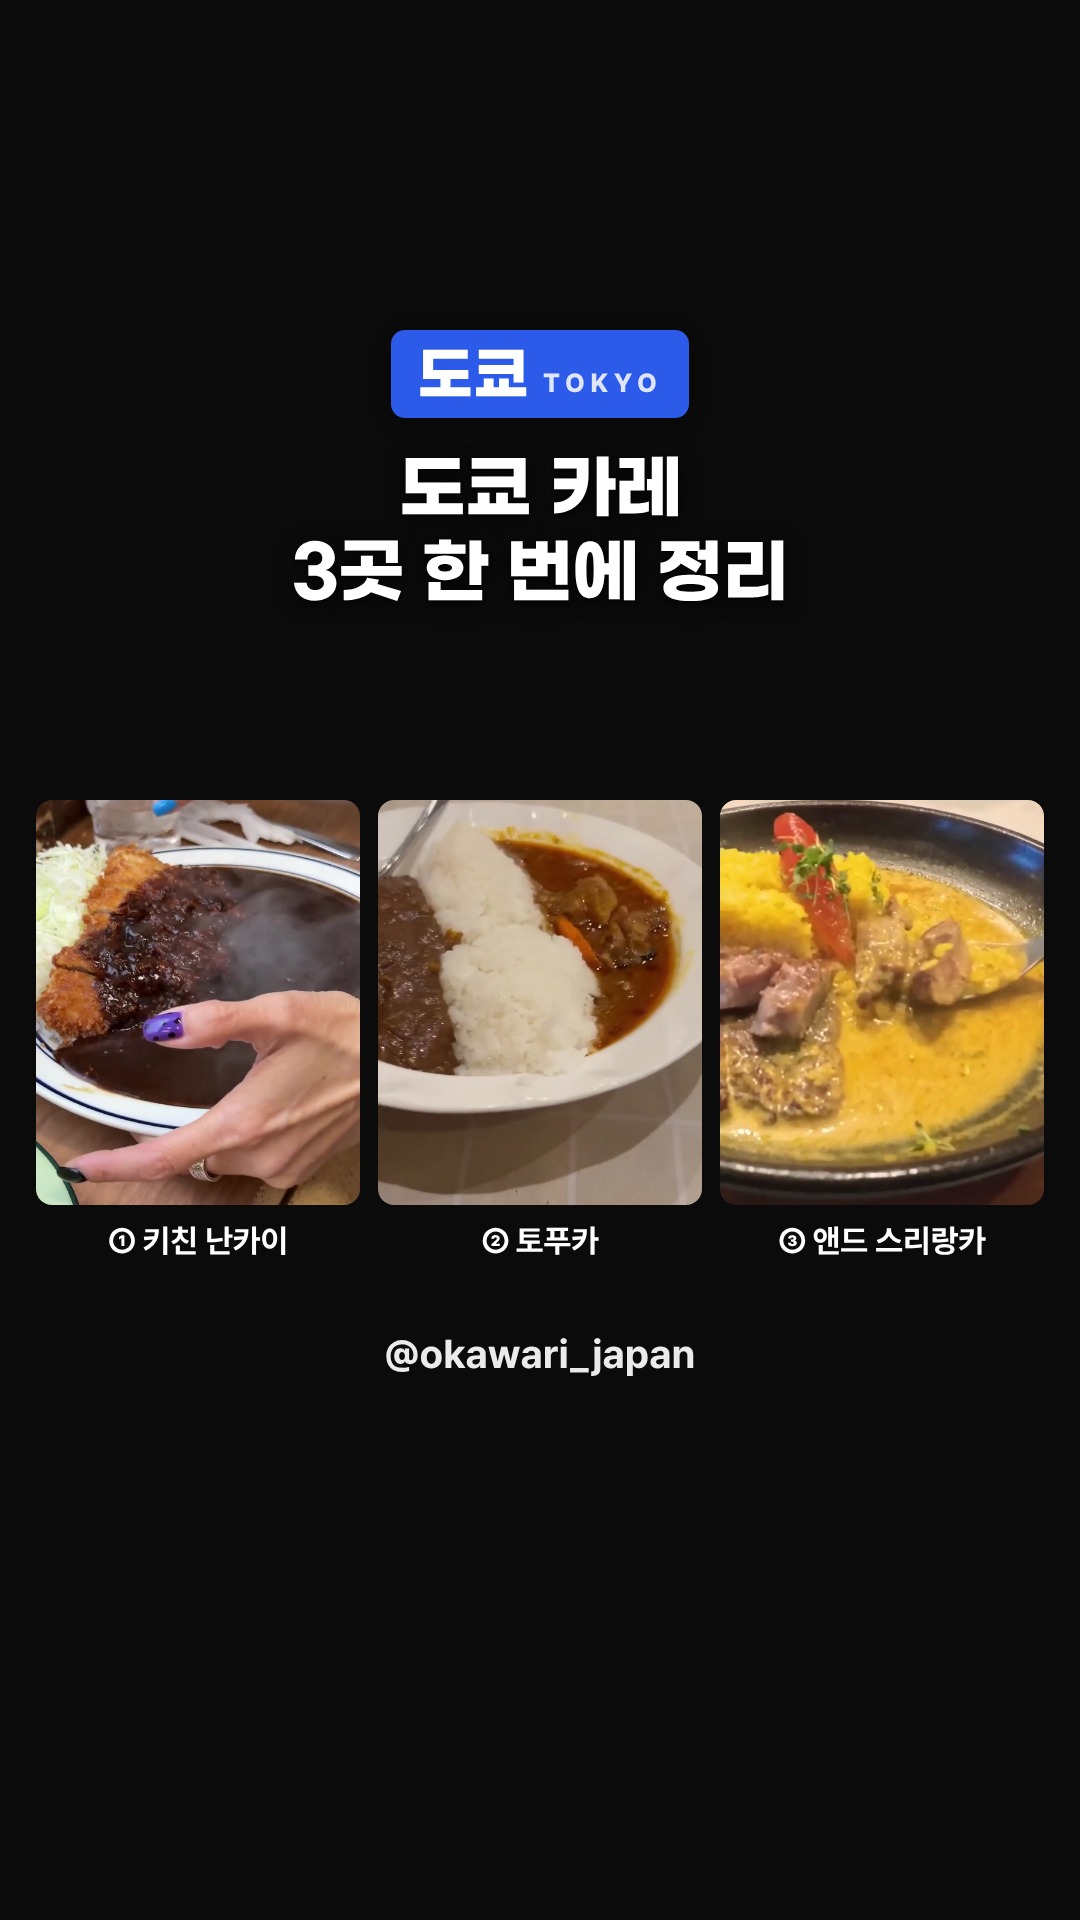 도쿄 TOKYO
도쿄 카레
3곳 한 번에 정리
① 키친 난카이
② 토푸카
③ 앤드 스리랑카
@okawari_japan